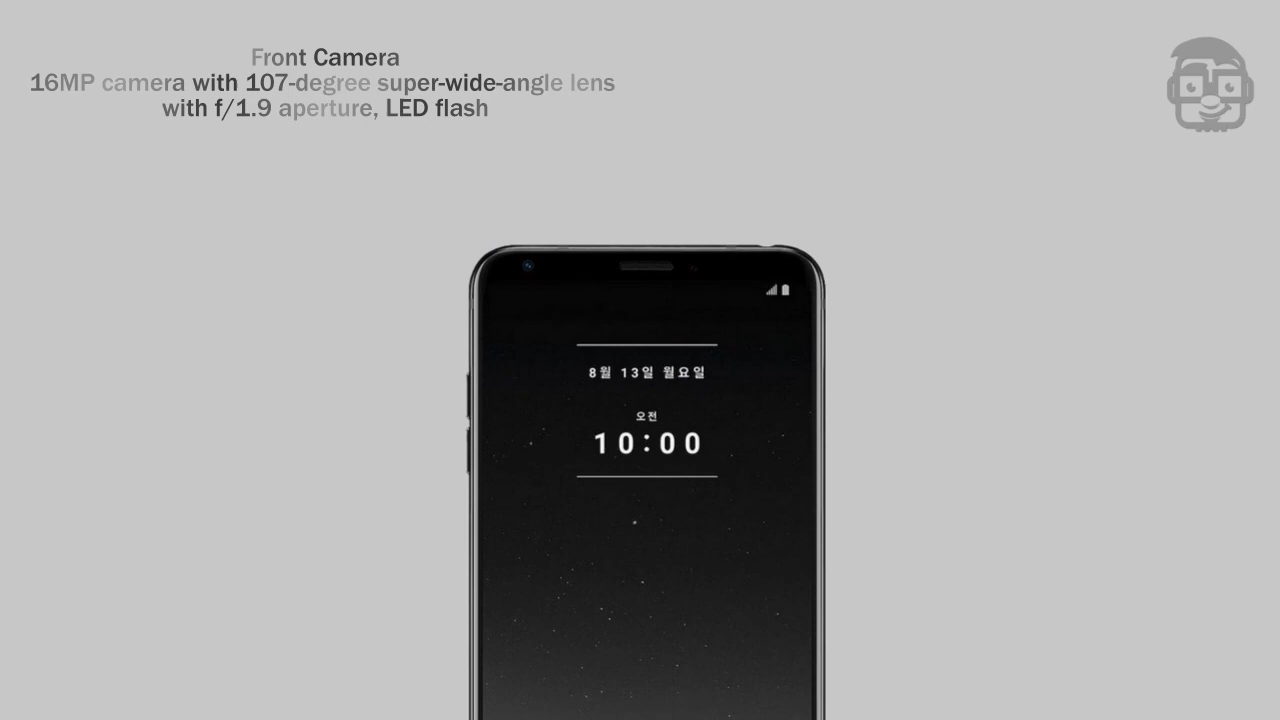 Front Camera
16MP camera with 107-degree super-wide-angle lens
with f/1.9 aperture, LED flash
8월 13일 월요일
오전
10:00